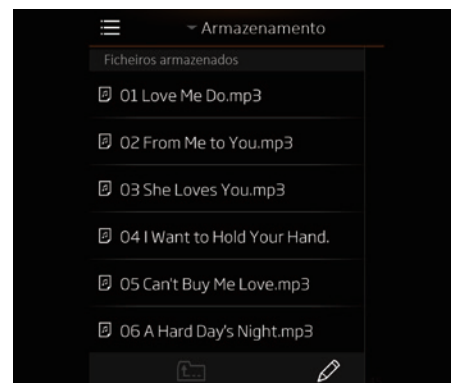 Armazenamento
Ficheiros armazenados
01 Love Me Do.mp3
02 From Me to You.mp3
03 She Loves You.mp3
04 I Want to Hold Your Hand.
05 Can't Buy Me Love.mp3
06 A Hard Day's Night.mp3